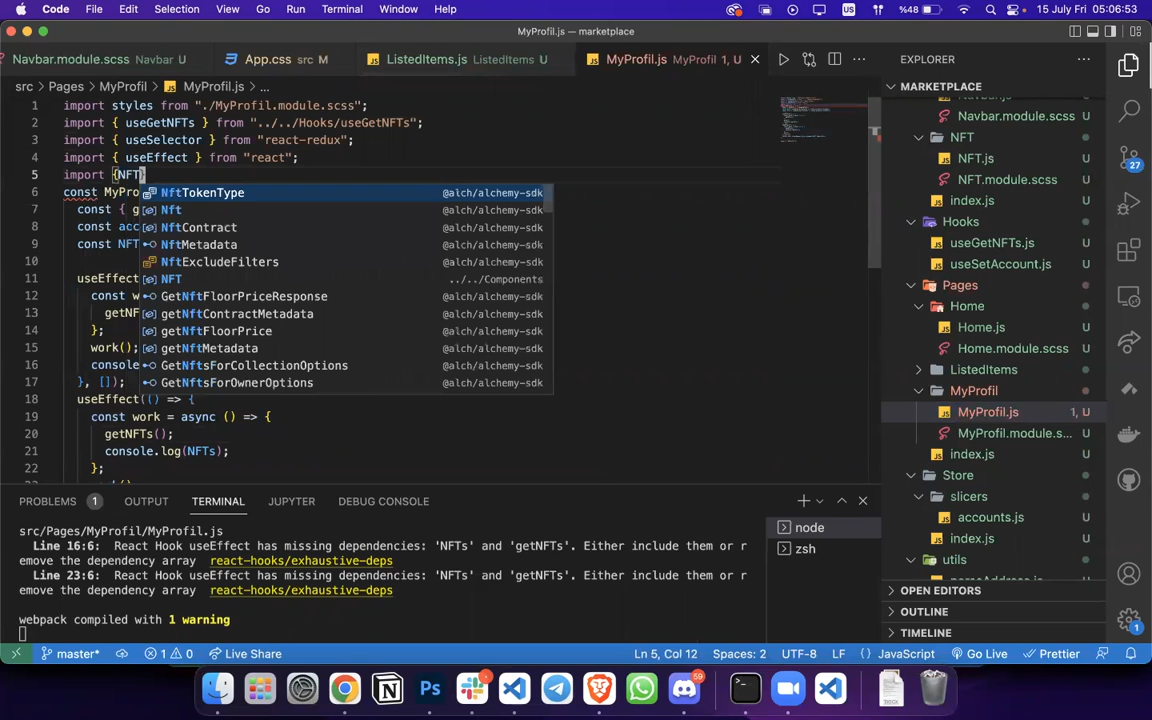 Code File Edit Selection View Go Run Terminal Window Help US %48 15 July Fri 05:06:53
MyProfil.js — marketplace
Navbar.module.scss Navbar U
App.css src M
ListedItems.js ListedItems U
MyProfil.js MyProfil 1, U
src > Pages > MyProfil > MyProfil.js > ...
1 import styles from "./MyProfil.module.scss";
2 import { useGetNFTs } from "../../Hooks/useGetNFTs";
3 import { useSelector } from "react-redux";
4 import { useEffect } from "react";
5 import {NFT}
6 const MyPro
7 const { g
8 const acc
9 const NFT
10
11 useEffect
12 const w
13 getNF
14 };
15 work();
16 console
17 }, []);
18 useEffect(() => {
19 const work = async () => {
20 getNFTs();
21 console.log(NFTs);
22 };
NftTokenType @alch/alchemy-sdk
Nft @alch/alchemy-sdk
NftContract @alch/alchemy-sdk
NftMetadata @alch/alchemy-sdk
NftExcludeFilters @alch/alchemy-sdk
NFT ../../Components
GetNftFloorPriceResponse @alch/alchemy-sdk
getNftContractMetadata @alch/alchemy-sdk
getNftFloorPrice @alch/alchemy-sdk
getNftMetadata @alch/alchemy-sdk
GetNftsForCollectionOptions @alch/alchemy-sdk
GetNftsForOwnerOptions @alch/alchemy-sdk
PROBLEMS 1 OUTPUT TERMINAL JUPYTER DEBUG CONSOLE
src/Pages/MyProfil/MyProfil.js
Line 16:6: React Hook useEffect has missing dependencies: 'NFTs' and 'getNFTs'. Either include them or r
emove the dependency array react-hooks/exhaustive-deps
Line 23:6: React Hook useEffect has missing dependencies: 'NFTs' and 'getNFTs'. Either include them or r
emove the dependency array react-hooks/exhaustive-deps
webpack compiled with 1 warning
node
zsh
EXPLORER
MARKETPLACE
Navbar.module.scss U
NFT
NFT.js U
NFT.module.scss U
index.js U
Hooks
useGetNFTs.js U
useSetAccount.js U
Pages
Home
Home.js U
Home.module.scss U
ListedItems
MyProfil
MyProfil.js 1, U
MyProfil.module.s... U
index.js U
Store
slicers
accounts.js U
index.js U
utils
OPEN EDITORS
OUTLINE
TIMELINE
27
1
master* 1 0 Live Share Ln 5, Col 12 Spaces: 2 UTF-8 LF JavaScript Go Live Prettier
59